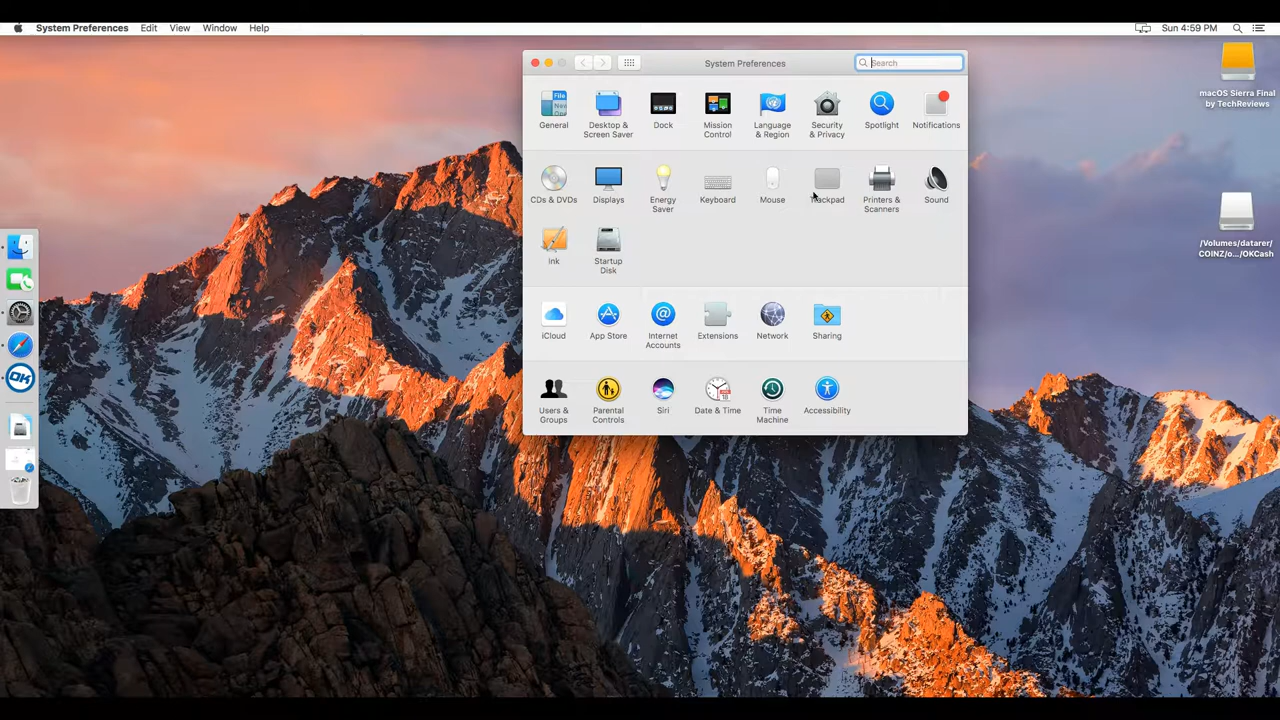 System Preferences Edit View Window Help
Sun 4:59 PM
System Preferences
Search
File
General
Desktop &
Screen Saver
Dock
Mission
Control
Language
& Region
Security
& Privacy
Spotlight
Notifications
CDs & DVDs
Displays
Energy
Saver
Keyboard
Mouse
Trackpad
Printers &
Scanners
Sound
Ink
Startup
Disk
iCloud
App Store
@
Internet
Accounts
Extensions
Network
Sharing
Users &
Groups
Parental
Controls
Siri
18
Date & Time
Time
Machine
Accessibility
macOS Sierra Final
by TechReviews
/Volumes/datarer/
COINZ/o.../OKCash
OK